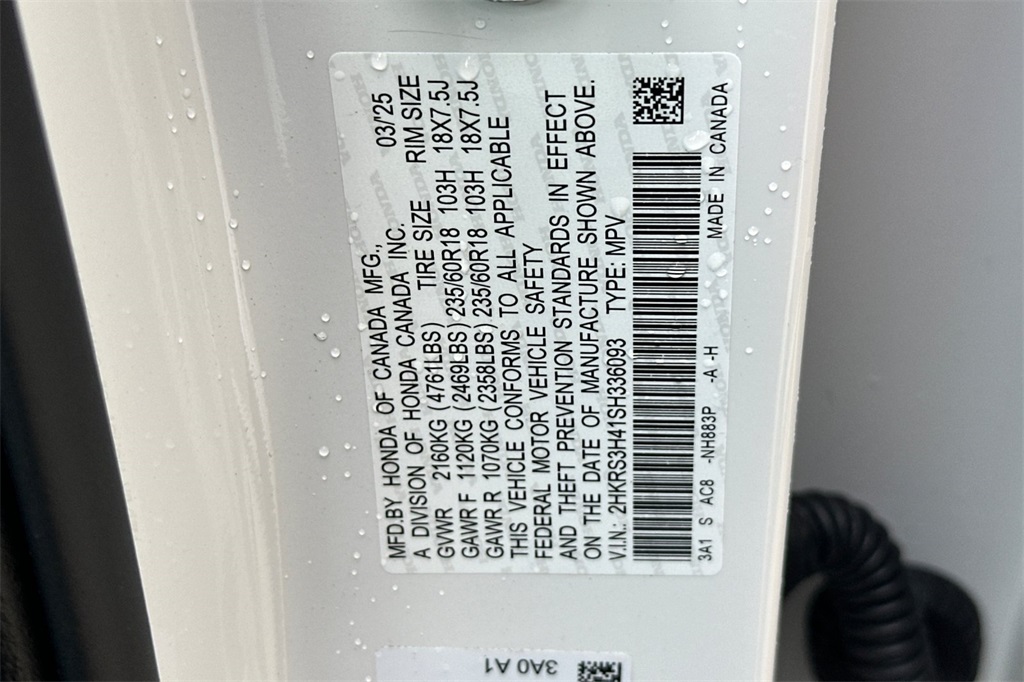 MFD.BY HONDA OF CANADA MFG., 03/25
A DIVISION OF HONDA CANADA INC.
TIRE SIZE RIM SIZE
GVWR 2160KG (4761LBS)
GAWR F 1120KG (2469LBS) 235/60R18 103H 18X7.5J
GAWR R 1070KG (2358LBS) 235/60R18 103H 18X7.5J
THIS VEHICLE CONFORMS TO ALL APPLICABLE
FEDERAL MOTOR VEHICLE SAFETY
AND THEFT PREVENTION STANDARDS IN EFFECT
ON THE DATE OF MANUFACTURE SHOWN ABOVE.
V.I.N.: 2HKRS3H41SH336093 TYPE: MPV
3A1 S AC8 -NH883P -A -H MADE IN CANADA
3A0 A1